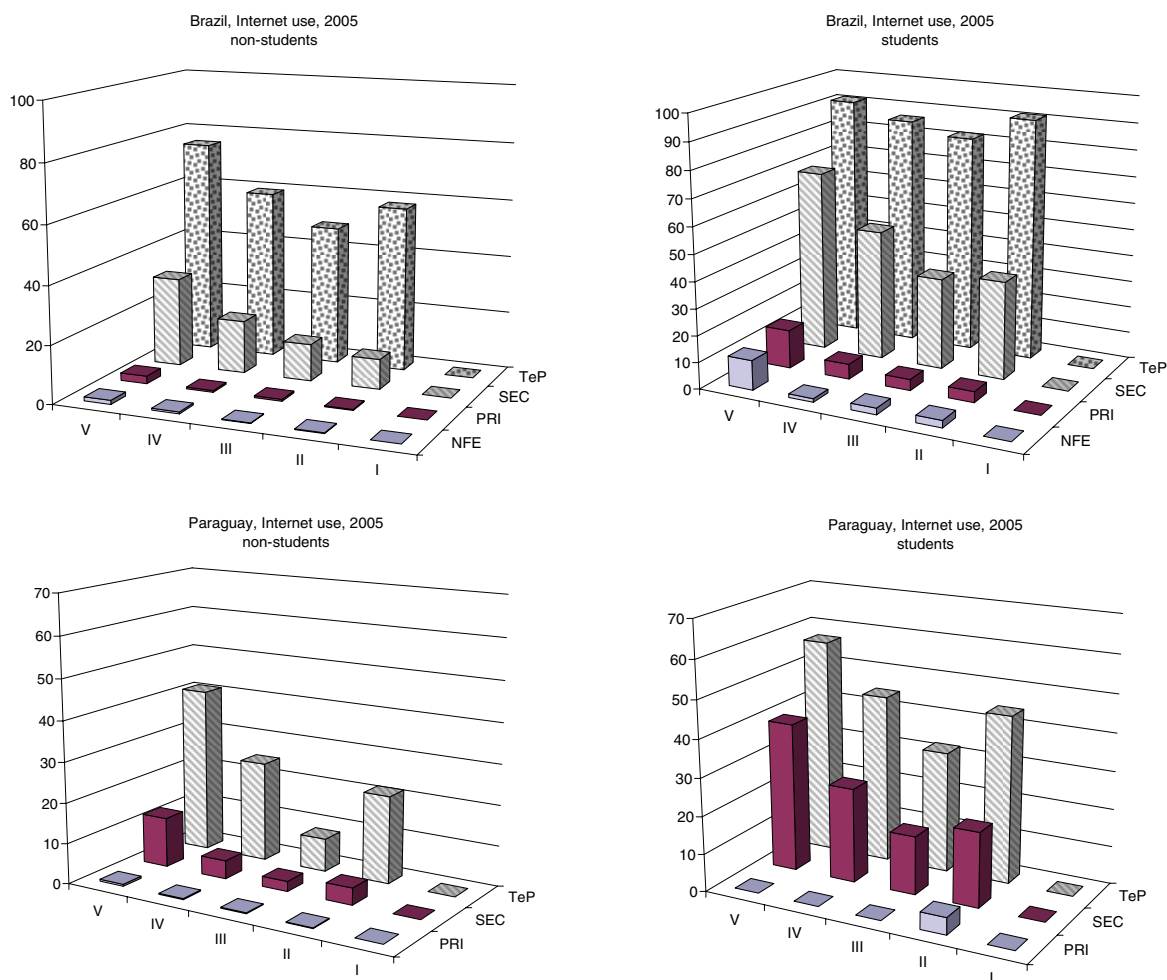 Brazil, Internet use, 2005
non-students
100
80
60
40
20
0
V
IV
III
II
I
NFE
PRI
SEC
TeP
Brazil, Internet use, 2005
students
100
90
80
70
60
50
40
30
20
10
0
V
IV
III
II
I
NFE
PRI
SEC
TeP
Paraguay, Internet use, 2005
non-students
70
60
50
40
30
20
10
0
V
IV
III
II
I
PRI
SEC
TeP
Paraguay, Internet use, 2005
students
70
60
50
40
30
20
10
0
V
IV
III
II
I
PRI
SEC
TeP